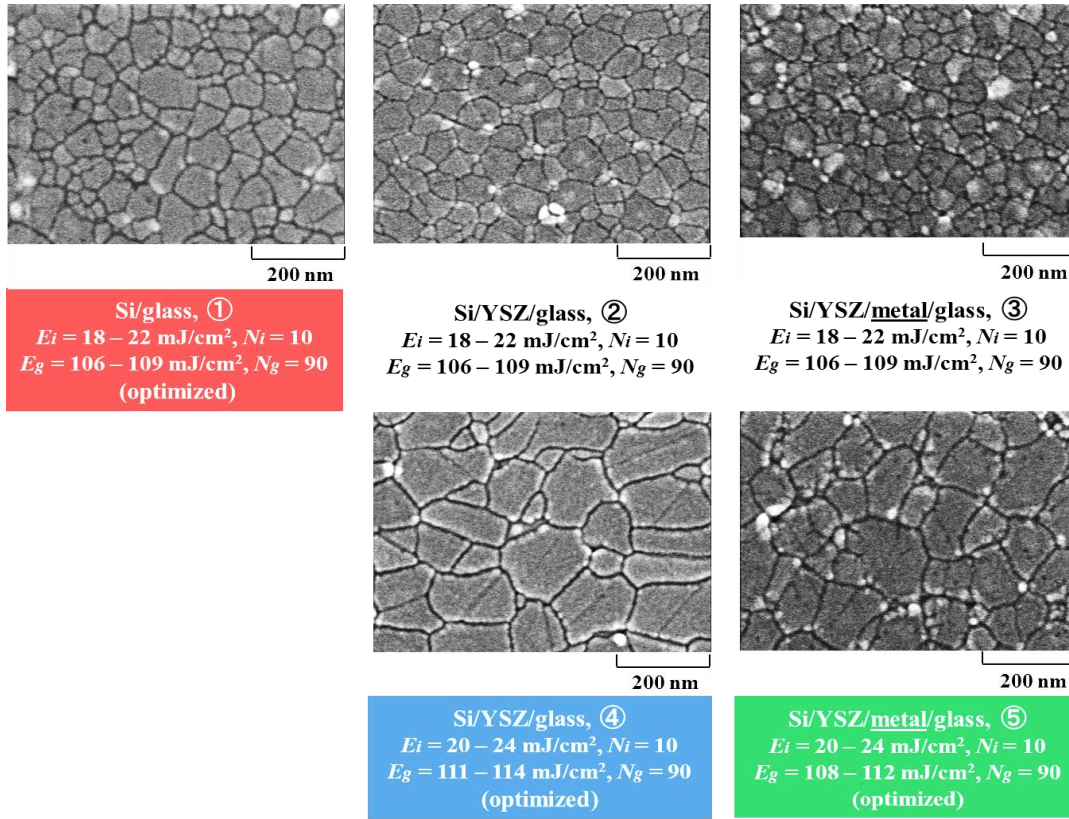 200 nm
200 nm
200 nm
Si/glass, ①
Ei = 18 – 22 mJ/cm², Ni = 10
Eg = 106 – 109 mJ/cm², Ng = 90
(optimized)
Si/YSZ/glass, ②
Ei = 18 – 22 mJ/cm², Ni = 10
Eg = 106 – 109 mJ/cm², Ng = 90
Si/YSZ/metal/glass, ③
Ei = 18 – 22 mJ/cm², Ni = 10
Eg = 106 – 109 mJ/cm², Ng = 90
200 nm
200 nm
Si/YSZ/glass, ④
Ei = 20 – 24 mJ/cm², Ni = 10
Eg = 111 – 114 mJ/cm², Ng = 90
(optimized)
Si/YSZ/metal/glass, ⑤
Ei = 20 – 24 mJ/cm², Ni = 10
Eg = 108 – 112 mJ/cm², Ng = 90
(optimized)